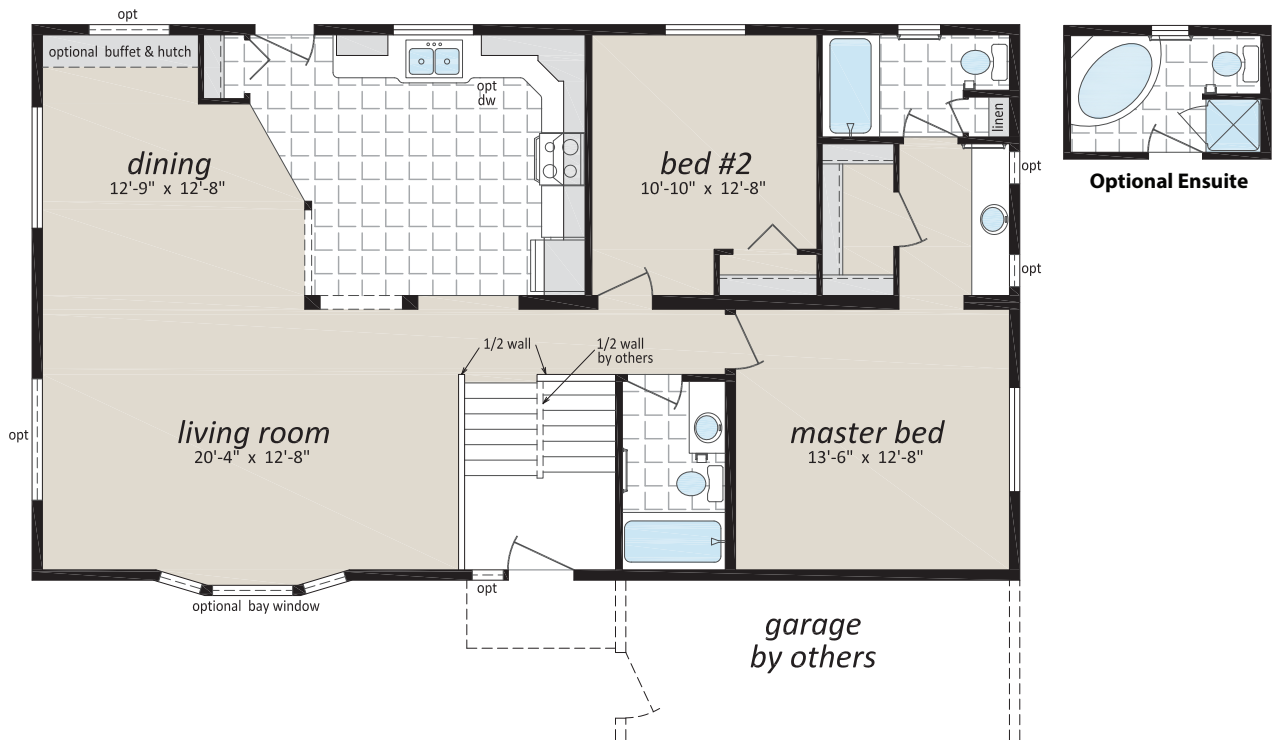 opt
optional buffet & hutch
opt
dw
dining
12'-9" x 12'-8"
bed #2
10'-10" x 12'-8"
linen
opt
opt
Optional Ensuite
1/2 wall
1/2 wall
by others
opt
living room
20'-4" x 12'-8"
master bed
13'-6" x 12'-8"
opt
optional bay window
garage
by others